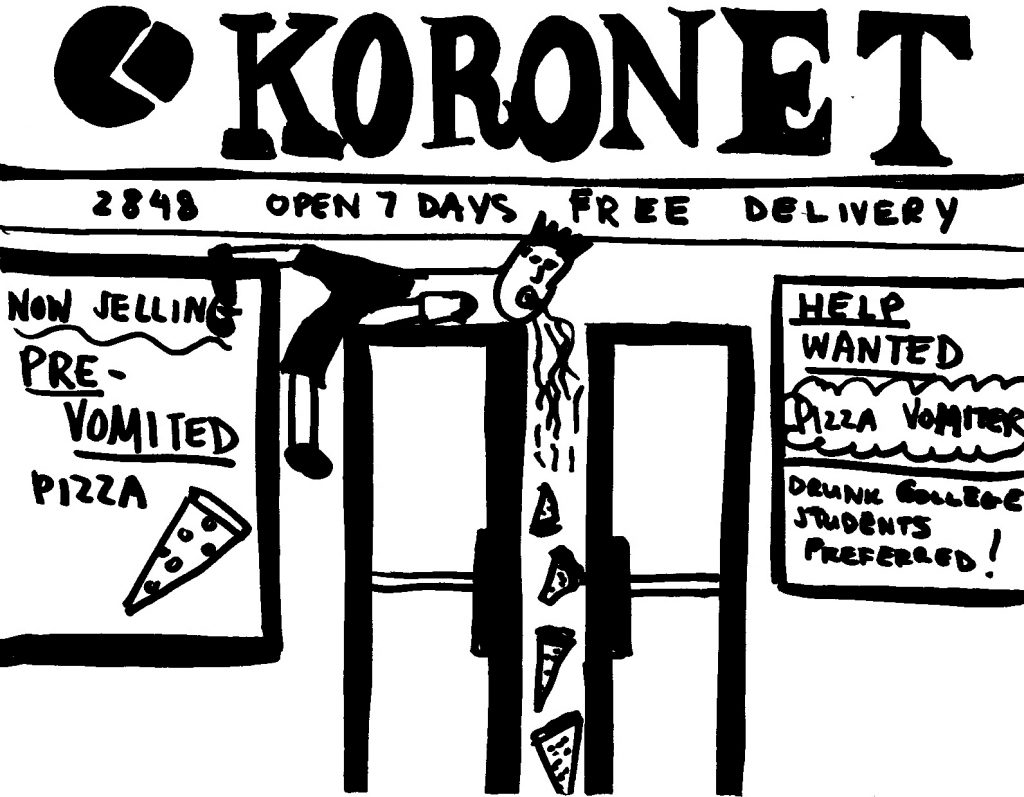 KORONET
2848 OPEN 7 DAYS FREE DELIVERY
NOW SELLING
PRE-
VOMITED
PIZZA
HELP
WANTED
PIZZA VOMITER
DRUNK COLLEGE
STUDENTS
PREFERRED!